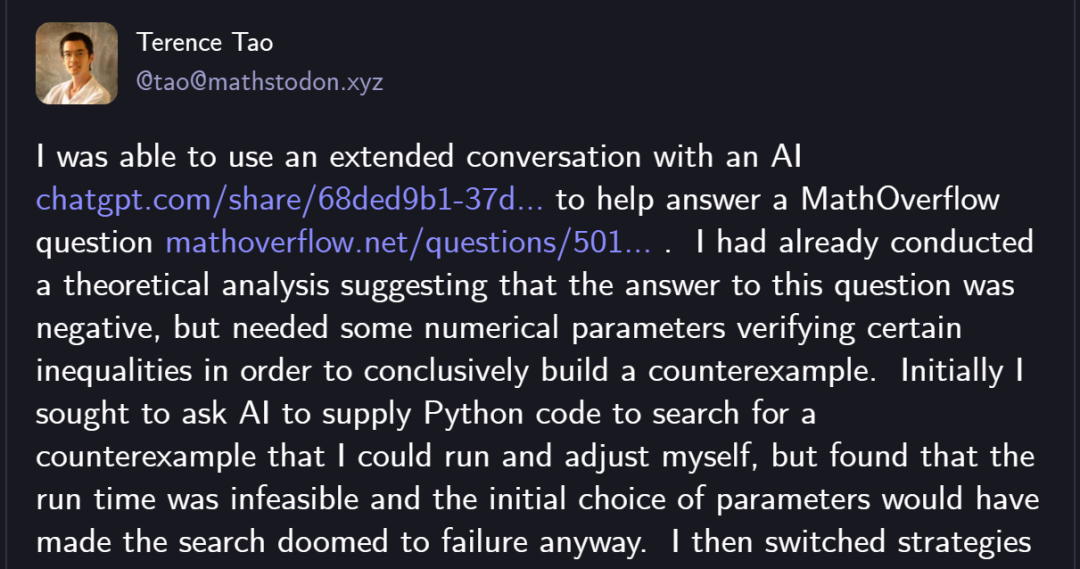 Terence Tao
@tao@mathstodon.xyz
I was able to use an extended conversation with an AI
chatgpt.com/share/68ded9b1-37d... to help answer a MathOverflow
question mathoverflow.net/questions/501... . I had already conducted
a theoretical analysis suggesting that the answer to this question was
negative, but needed some numerical parameters verifying certain
inequalities in order to conclusively build a counterexample. Initially I
sought to ask AI to supply Python code to search for a
counterexample that I could run and adjust myself, but found that the
run time was infeasible and the initial choice of parameters would have
made the search doomed to failure anyway. I then switched strategies